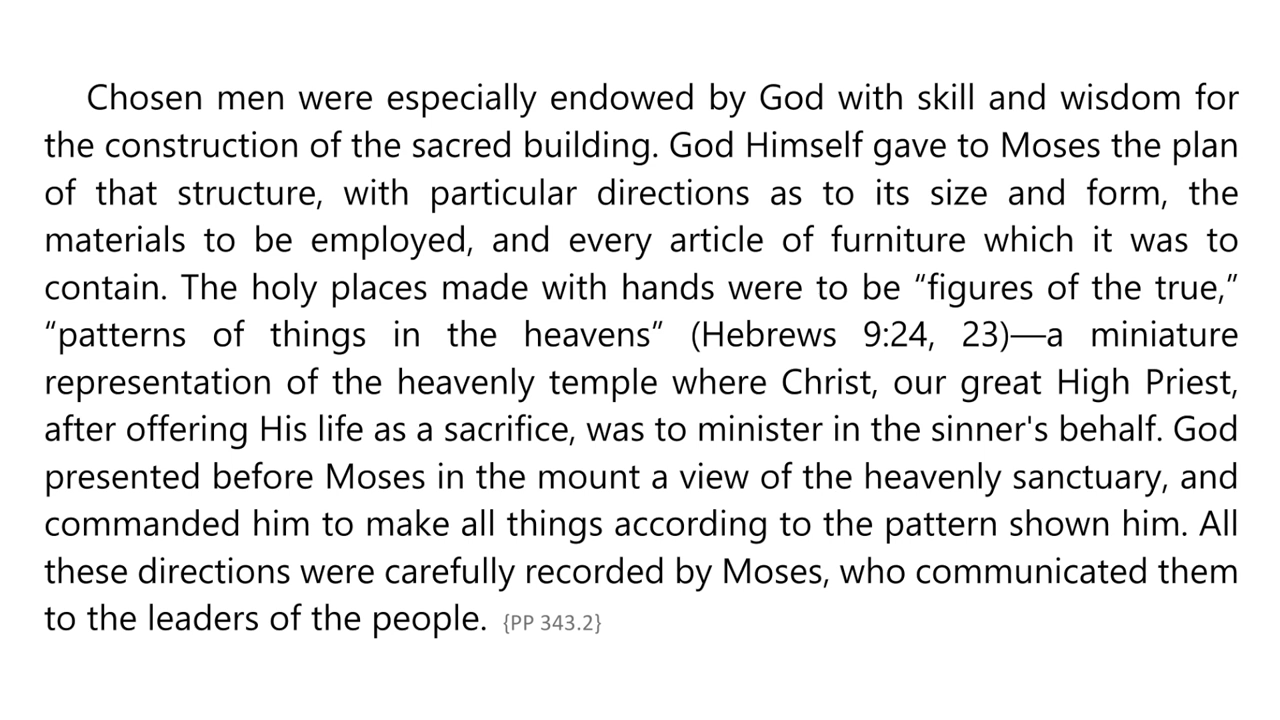 Chosen men were especially endowed by God with skill and wisdom for
the construction of the sacred building. God Himself gave to Moses the plan
of that structure, with particular directions as to its size and form, the
materials to be employed, and every article of furniture which it was to
contain. The holy places made with hands were to be “figures of the true,”
“patterns of things in the heavens” (Hebrews 9:24, 23)—a miniature
representation of the heavenly temple where Christ, our great High Priest,
after offering His life as a sacrifice, was to minister in the sinner's behalf. God
presented before Moses in the mount a view of the heavenly sanctuary, and
commanded him to make all things according to the pattern shown him. All
these directions were carefully recorded by Moses, who communicated them
to the leaders of the people. {PP 343.2}